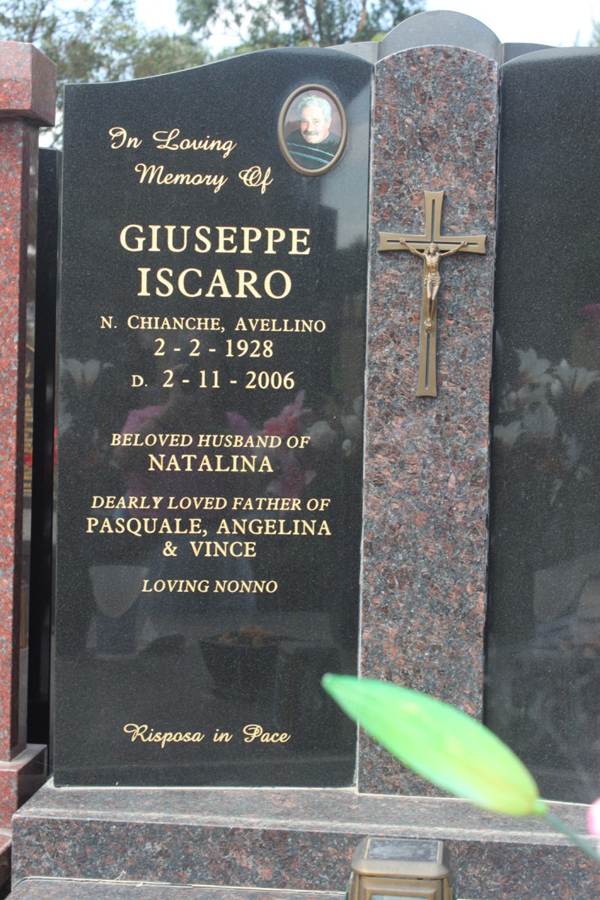 In Loving
Memory Of
GIUSEPPE
ISCARO
N. CHIANCHE, AVELLINO
2 - 2 - 1928
D. 2 - 11 - 2006
BELOVED HUSBAND OF
NATALINA
DEARLY LOVED FATHER OF
PASQUALE, ANGELINA
& VINCE
LOVING NONNO
Risposa in Pace